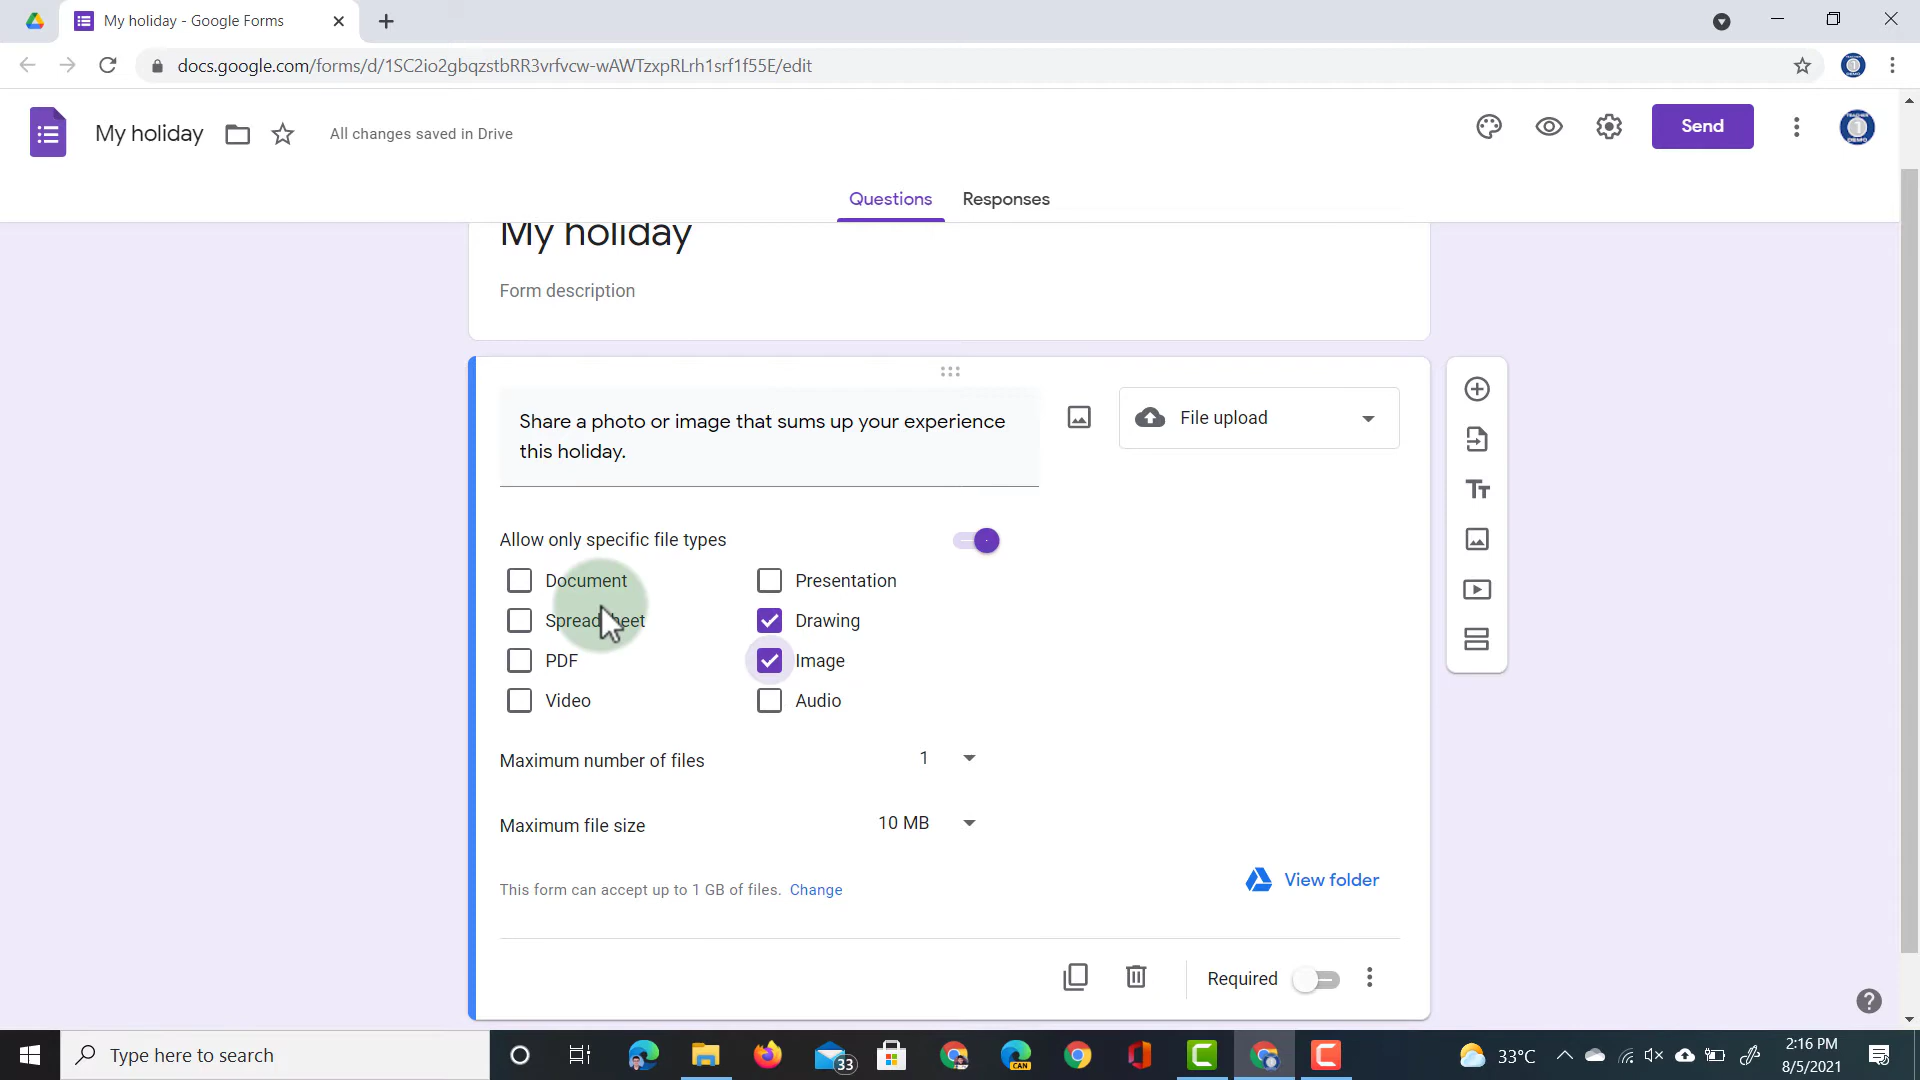 My holiday - Google Forms
docs.google.com/forms/d/1SC2io2gbqzstbRR3vrfvcw-wAWTzxpRLrh1srf1f55E/edit
My holiday
All changes saved in Drive
Send
Questions
Responses
My holiday
Form description
Share a photo or image that sums up your experience
this holiday.
File upload
Allow only specific file types
Document
Presentation
Spreadsheet
Drawing
PDF
Image
Video
Audio
Maximum number of files
1
Maximum file size
10 MB
This form can accept up to 1 GB of files. Change
View folder
Required
Type here to search
33
CAN
33°C
2:16 PM
8/5/2021